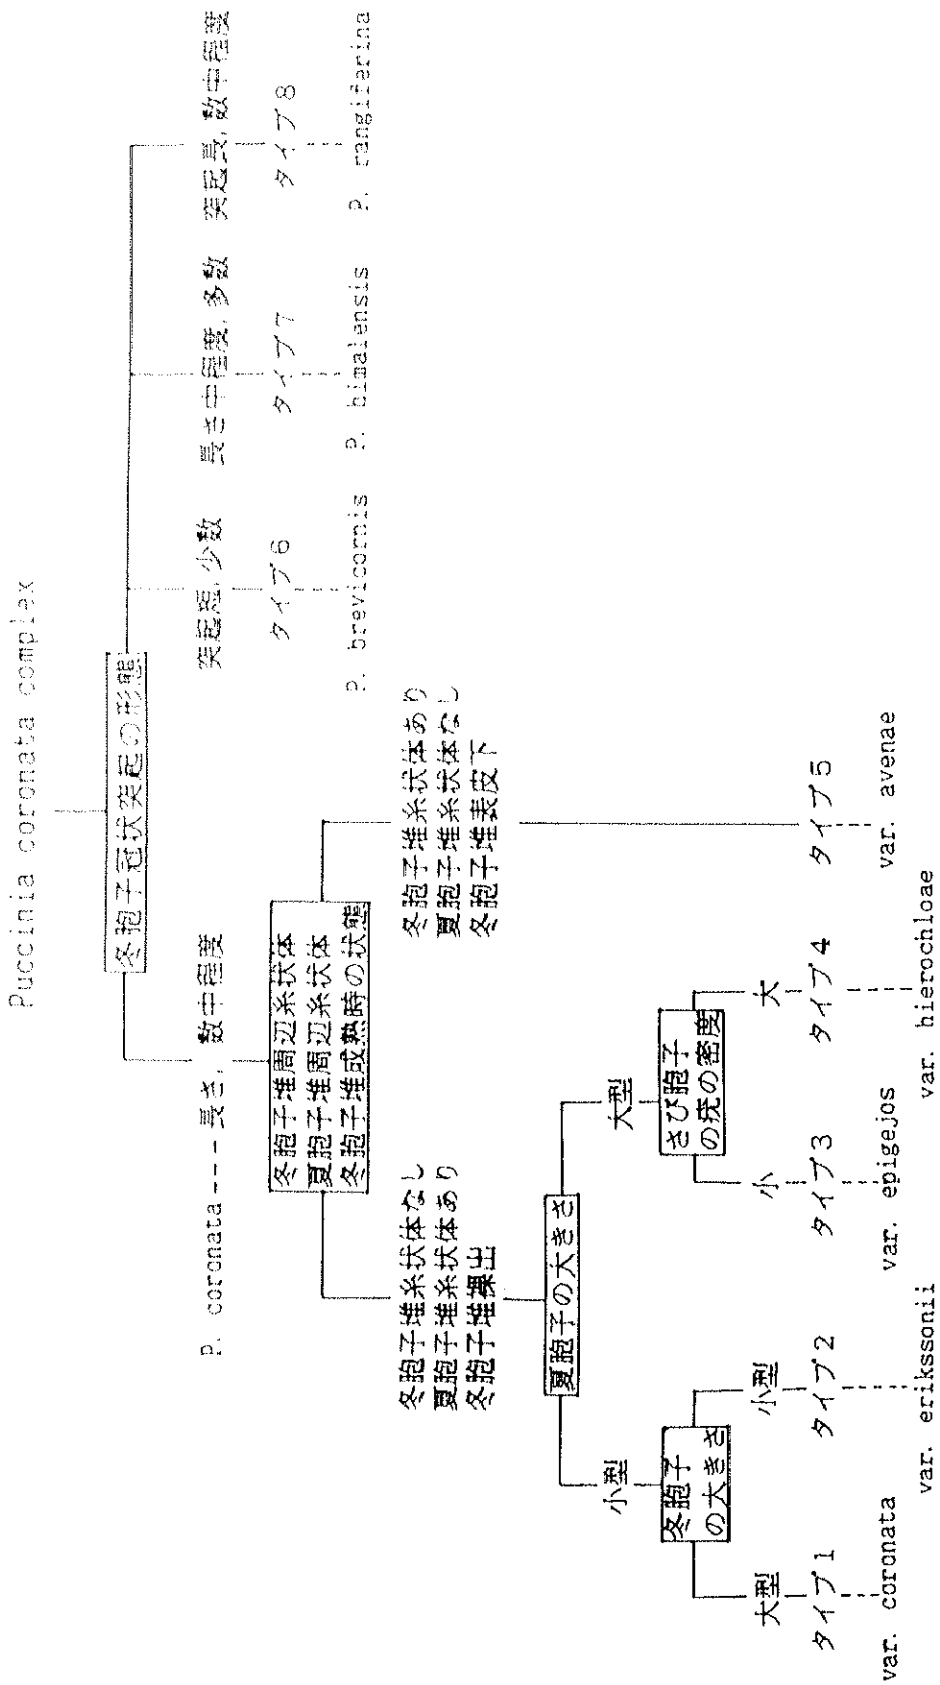 Puccinia coronata complex
冬胞子冠状突起の形態
P. coronata --- 長さ, 数中程度
突起短, 少数
長さ中程度, 多数
突起長, 数中程度
タイプ6
タイプ7
タイプ8
P. brevicornis
P. himalensis
P. rangiferina
冬胞子堆周辺糸状体
夏胞子堆周辺糸状体
冬胞子堆成熟時の状態
冬胞子堆糸状体なし
夏胞子堆糸状体あり
冬胞子堆裸出
冬胞子堆糸状体あり
夏胞子堆糸状体なし
冬胞子堆表皮下
夏胞子の大きさ
小型
大型
冬胞子
の大きさ
さび胞子
の疣の密度
大型
小型
小
大
タイプ1
タイプ2
タイプ3
タイプ4
タイプ5
var. coronata
var. erikssonii
var. epigejos
var. hierochloae
var. avenae